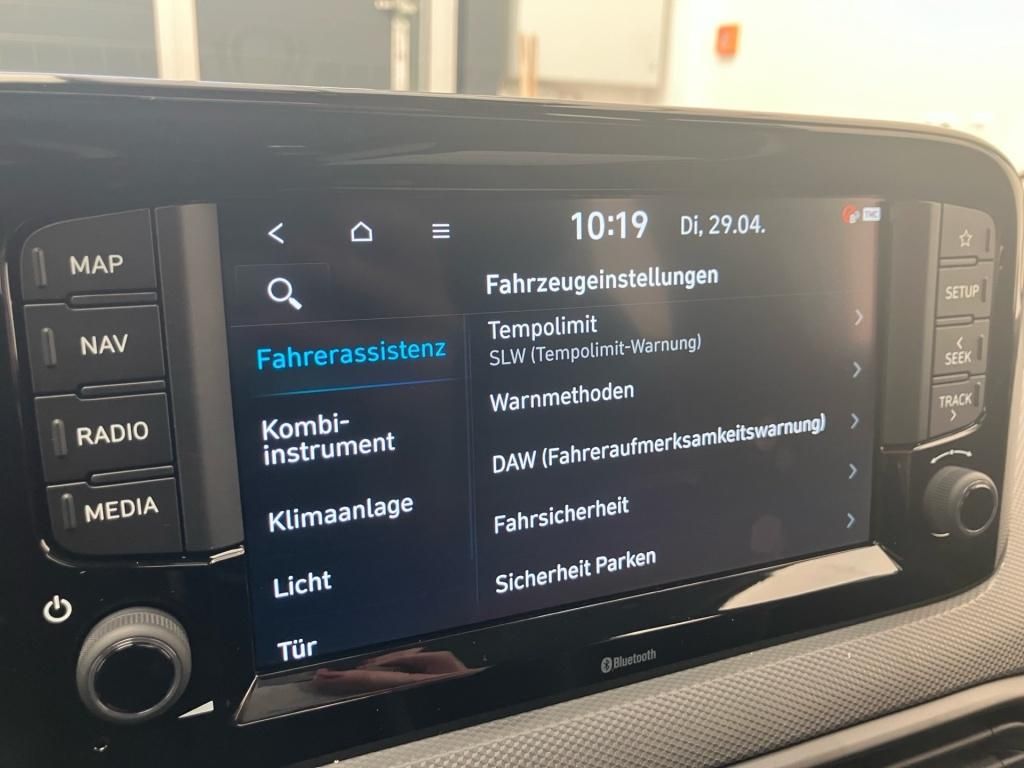 10:19 Di, 29.04.
TMC
Fahrzeugeinstellungen
Fahrerassistenz
Kombi-
instrument
Klimaanlage
Licht
Tür
Tempolimit
SLW (Tempolimit-Warnung)
Warnmethoden
DAW (Fahreraufmerksamkeitswarnung)
Fahrsicherheit
Sicherheit Parken
MAP
NAV
RADIO
MEDIA
SETUP
SEEK
TRACK
Bluetooth